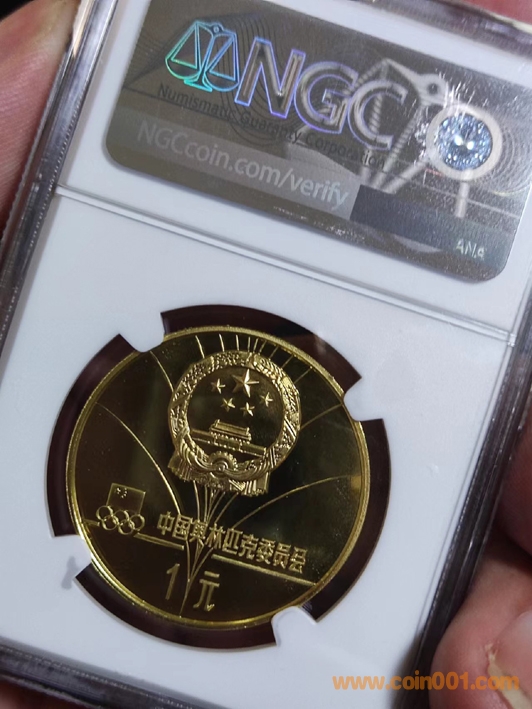 NGC
Numismatic Guaranty Corporation
NGCcoin.com/verify
ANA
中国奥林匹克委员会
1元
www.coin001.com